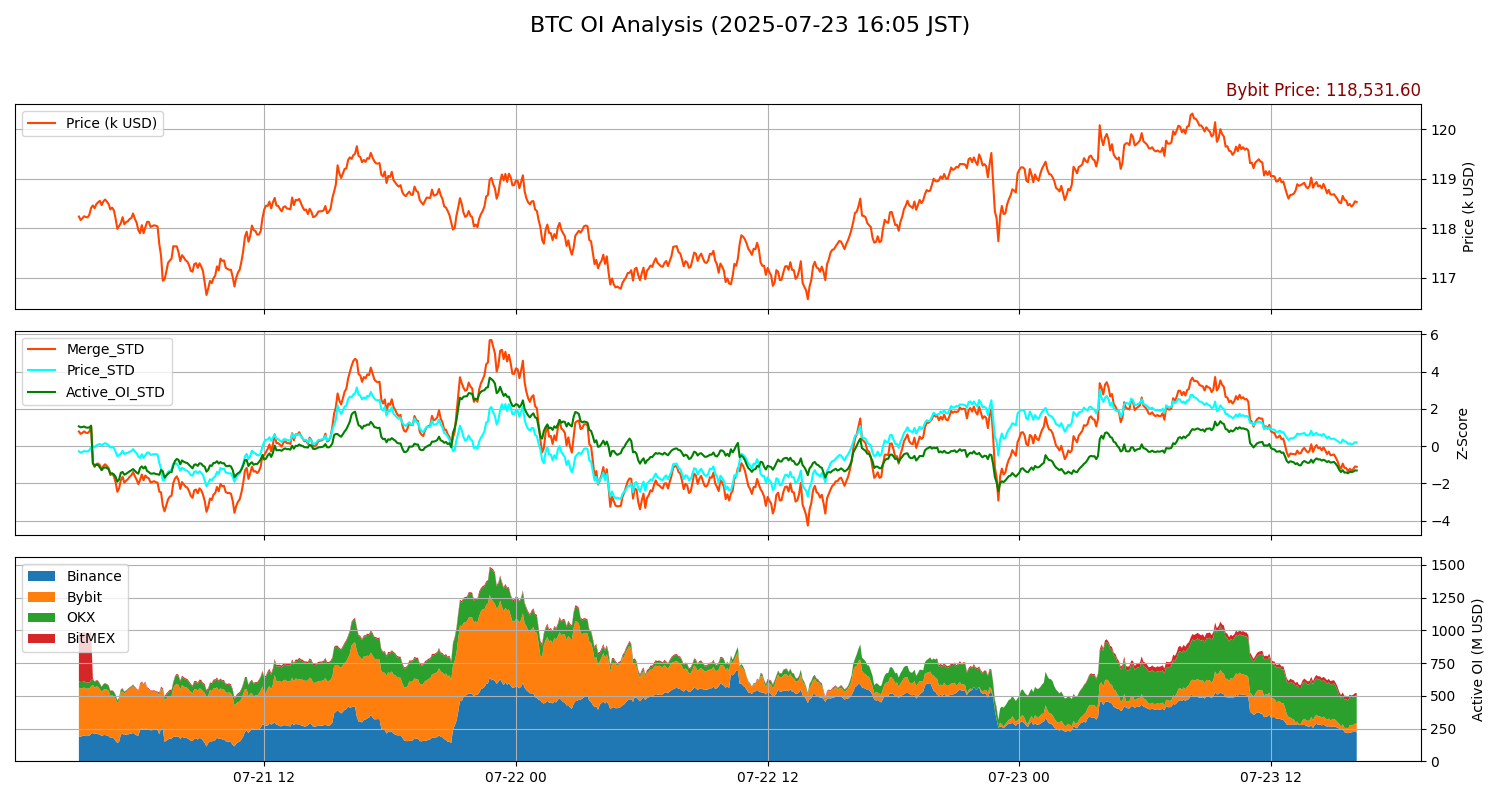 BTC OI Analysis (2025-07-23 16:05 JST)
Bybit Price: 118,531.60
Price (k USD)
120
119
118
117
Price (k USD)
Merge_STD
Price_STD
Active_OI_STD
6
4
2
0
−2
−4
Z-Score
Binance
Bybit
OKX
BitMEX
1500
1250
1000
750
500
250
0
Active OI (M USD)
07-21 12
07-22 00
07-22 12
07-23 00
07-23 12